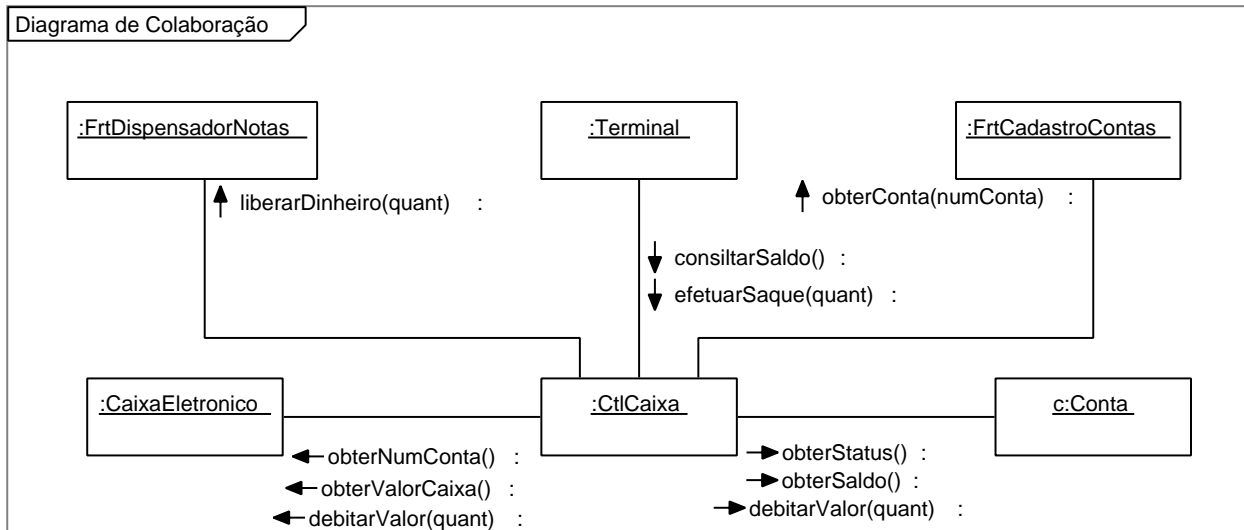 Diagrama de Colaboração
:FrtDispensadorNotas
:Terminal
:FrtCadastroContas
liberarDinheiro(quant) :
obterConta(numConta) :
consiltarSaldo() :
efetuarSaque(quant) :
:CaixaEletronico
:CtlCaixa
c:Conta
obterNumConta() :
obterValorCaixa() :
debitarValor(quant) :
obterStatus() :
obterSaldo() :
debitarValor(quant) :